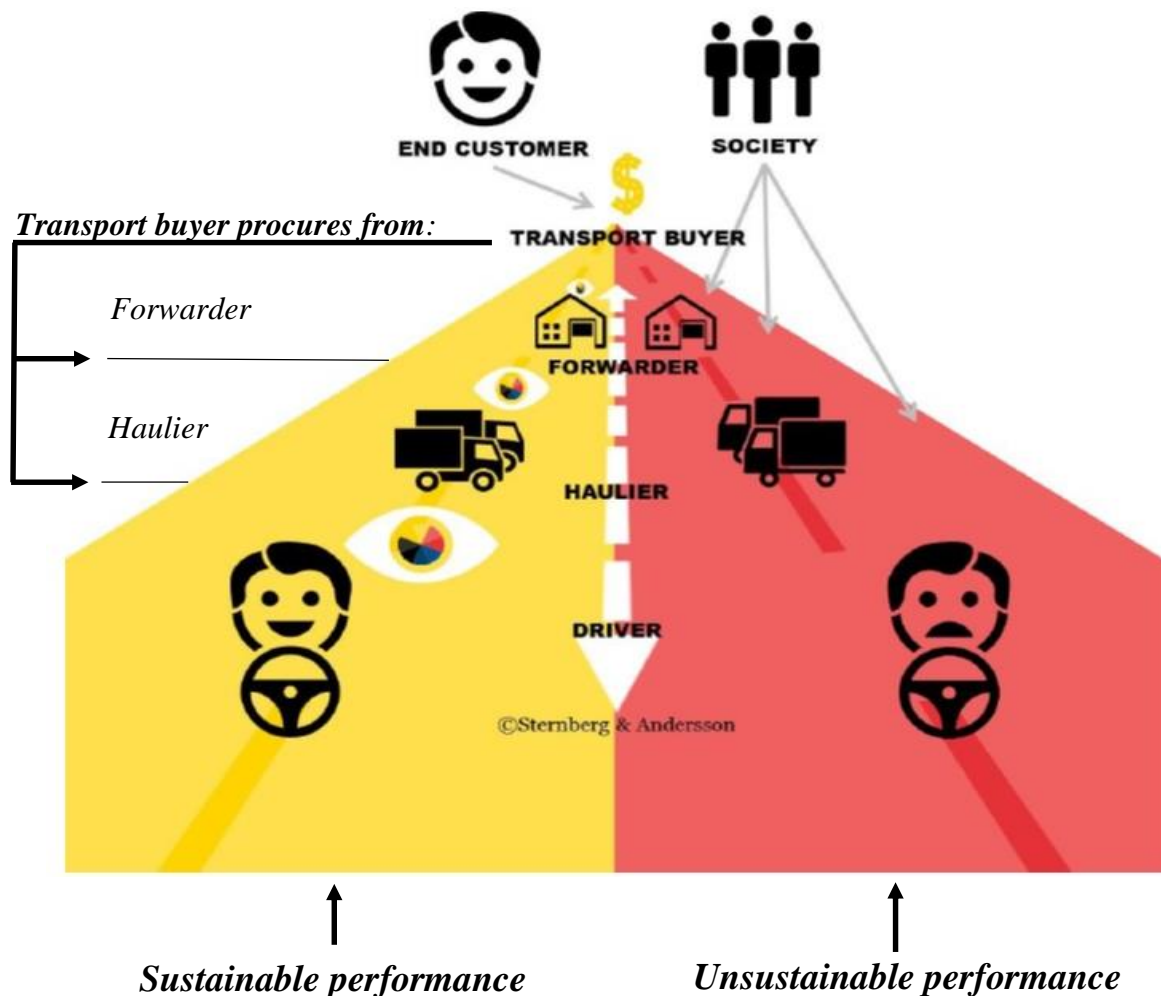 END CUSTOMER
SOCIETY
$
Transport buyer procures from:
TRANSPORT BUYER
Forwarder
FORWARDER
Haulier
HAULIER
DRIVER
©Sternberg & Andersson
Sustainable performance
Unsustainable performance